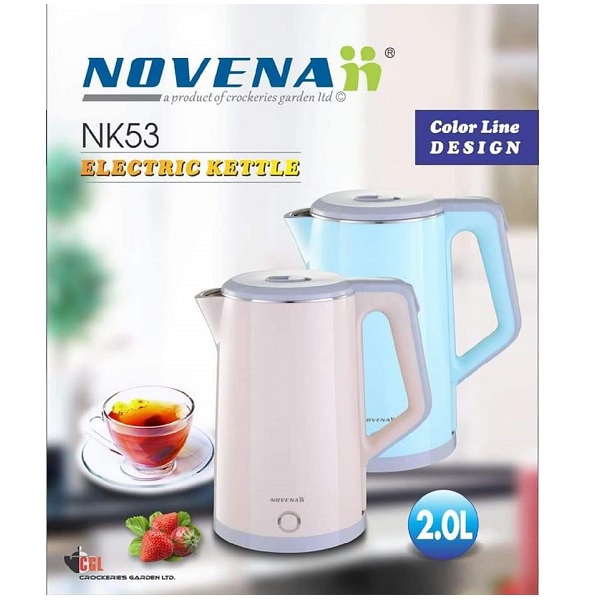 NOVENA ®
a product of crockeries garden ltd ©
NK53
ELECTRIC KETTLE
Color Line
DESIGN
NOVENA
2.0L
CGL
CROCKERIES GARDEN LTD.